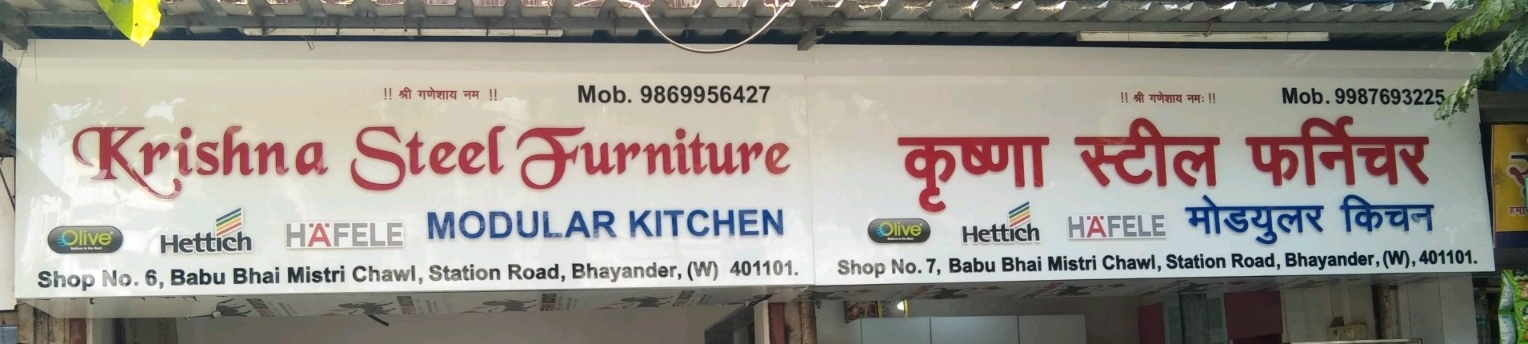 !! श्री गणेशाय नम !!
Mob. 9869956427
Krishna Steel Furniture
Olive
Hettich
HÄFELE
MODULAR KITCHEN
Shop No. 6, Babu Bhai Mistri Chawl, Station Road, Bhayander, (W) 401101.
!! श्री गणेशाय नमः !!
Mob. 9987693225
कृष्णा स्टील फर्निचर
Olive
Hettich
HÄFELE
मोडयुलर किचन
Shop No. 7, Babu Bhai Mistri Chawl, Station Road, Bhayander, (W), 401101.